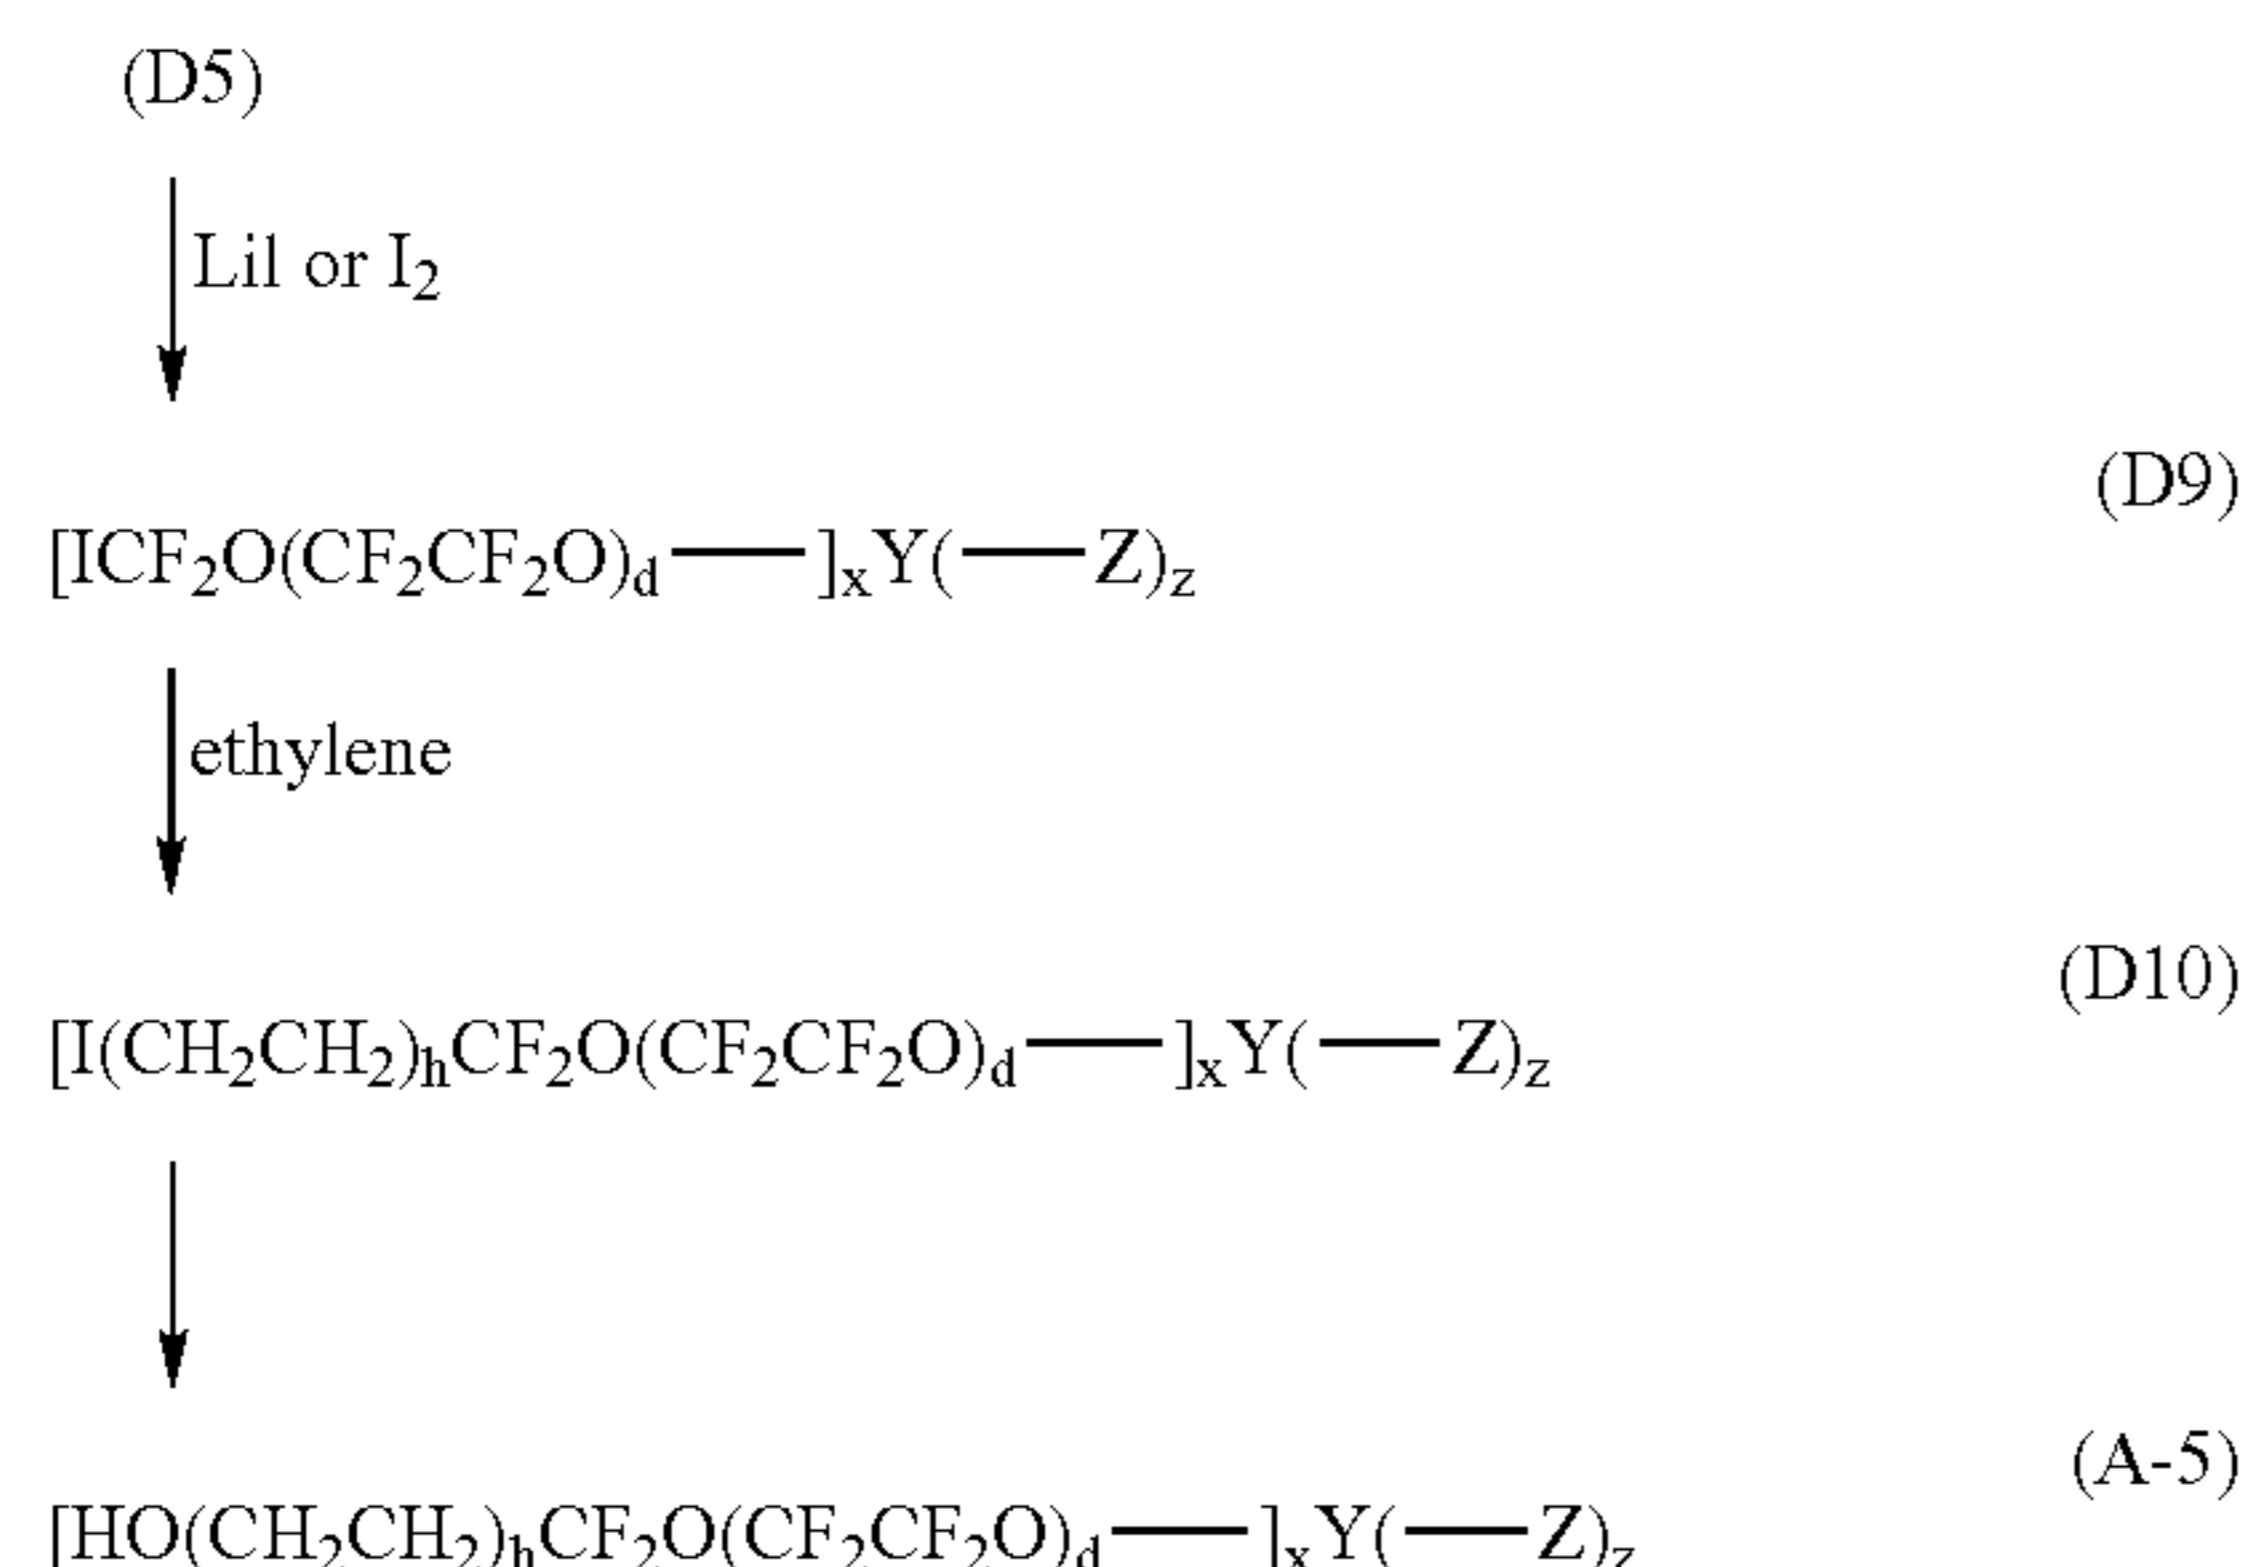 (D5)
Lil or I₂
(D9)
[ICF₂O(CF₂CF₂O)d—]ₓY(—Z)z
ethylene
(D10)
[I(CH₂CH₂)ₕCF₂O(CF₂CF₂O)d—]ₓY(—Z)z
(A-5)
[HO(CH₂CH₂)ₕCF₂O(CF₂CF₂O)d—]ₓY(—Z)z